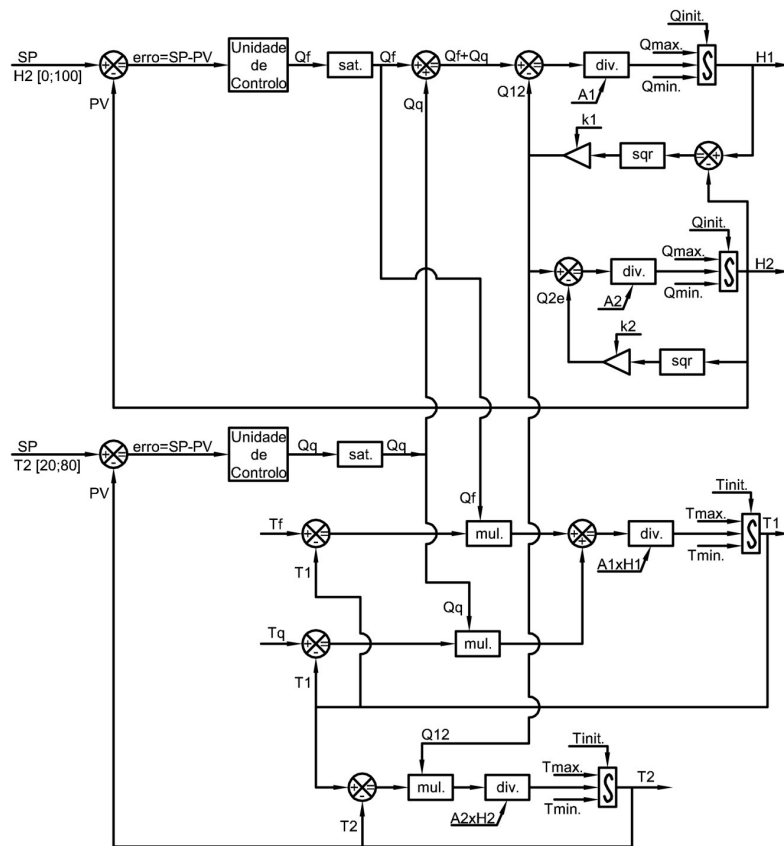 SP
H2 [0;100]
PV
erro=SP-PV
Unidade
de
Controlo
Qf
sat.
Qf
Qq
Qf+Qq
Q12
div.
A1
Qinit.
Qmax.
Qmin.
H1
k1
sqr
Qinit.
Qmax.
Qmin.
H2
Q2e
div.
A2
k2
sqr
SP
T2 [20;80]
PV
erro=SP-PV
Unidade
de
Controlo
Qq
sat.
Qq
Tf
T1
Qf
mul.
div.
A1xH1
Tinit.
Tmax.
Tmin.
T1
Tq
T1
Qq
mul.
Q12
T2
mul.
div.
A2xH2
Tinit.
Tmax.
Tmin.
T2